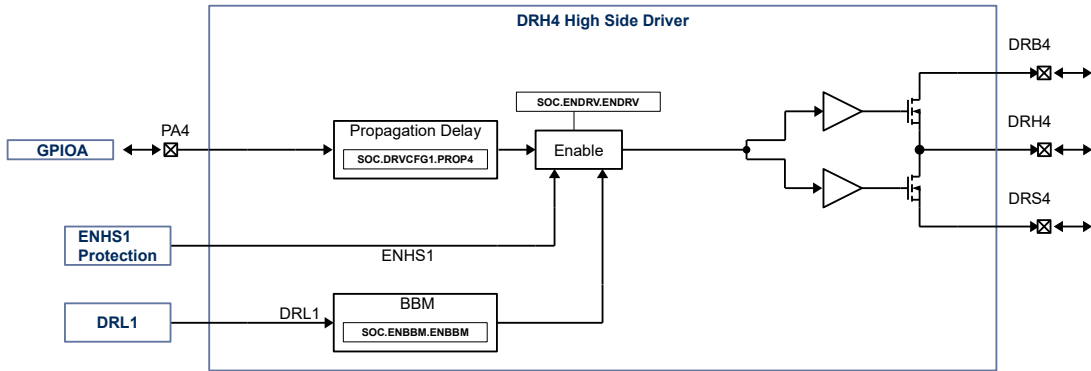 DRH4 High Side Driver
DRB4
SOC.ENDRV.ENDRV
PA4
Propagation Delay
DRH4
GPIOA
SOC.DRVCFG1.PROP4
Enable
DRS4
ENHS1
Protection
ENHS1
BBM
DRL1
DRL1
SOC.ENBBM.ENBBM